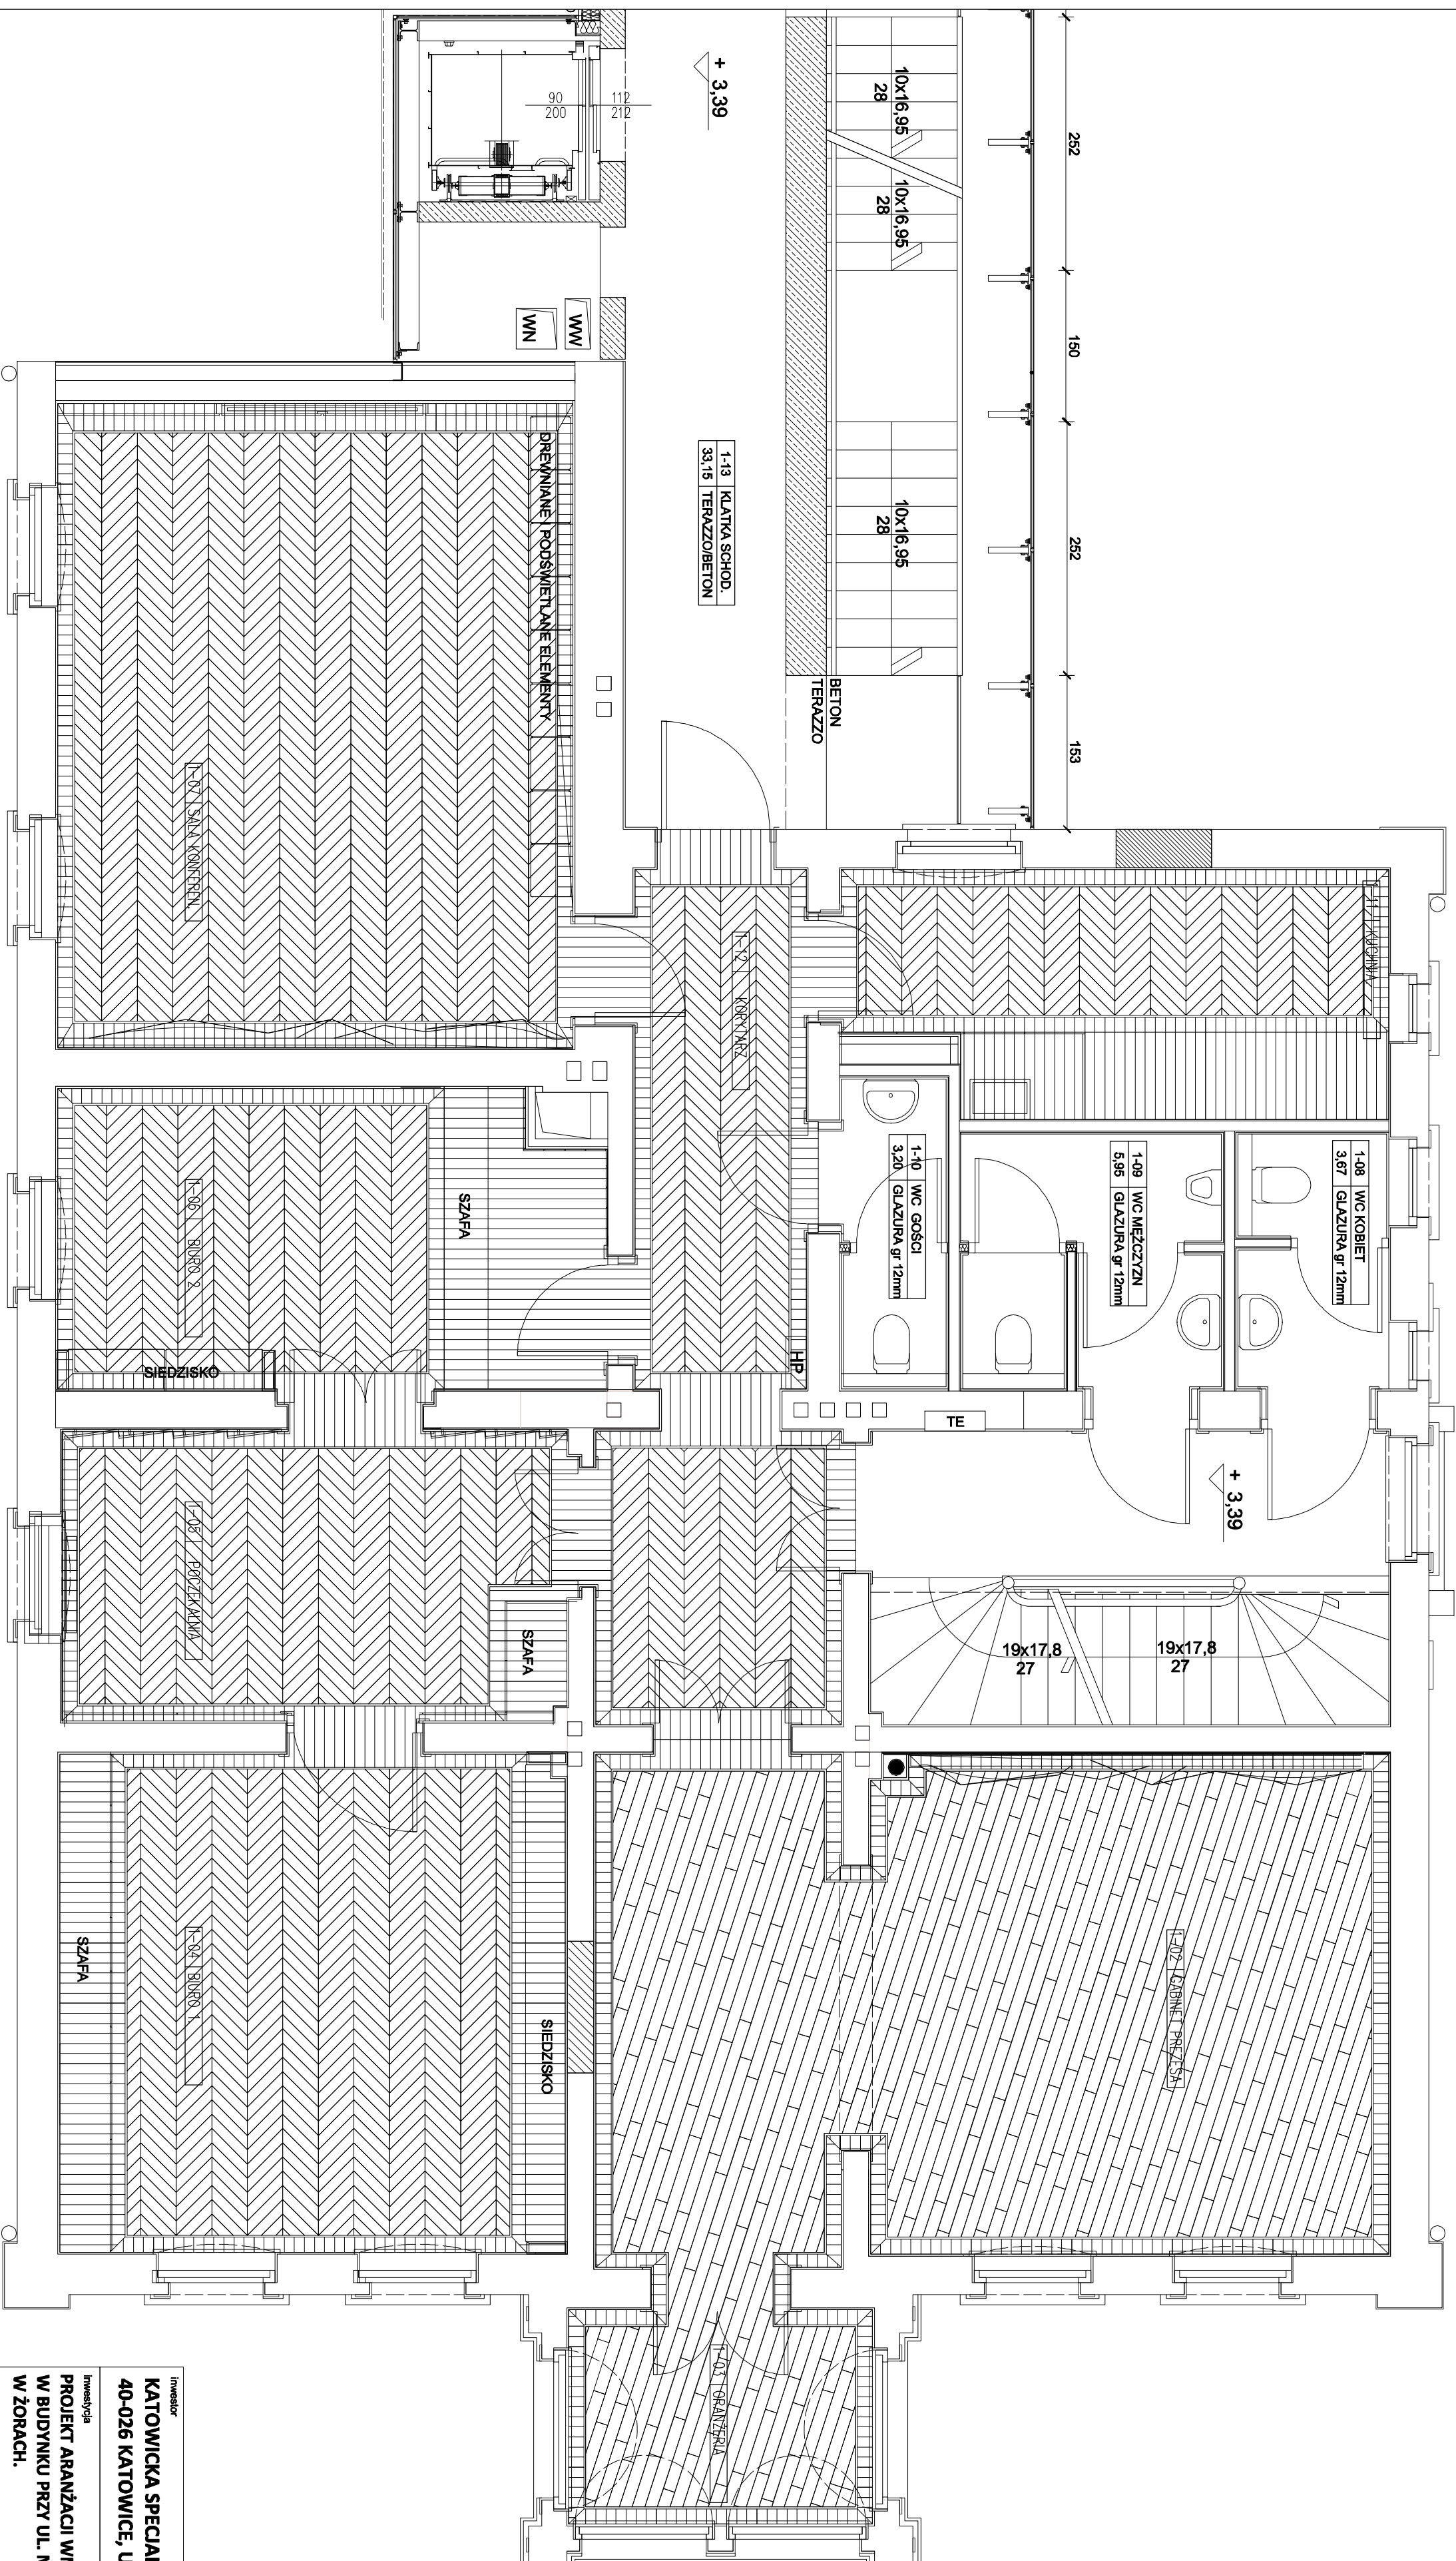 252
150
252
153
10x16,95
28
10x16,95
28
10x16,95
28
+ 3,39
90
200
112
212
WW
WN
1-13 KLATKA SCHOD.
33,15 TERAZZO/BETON
BETON
TERAZZO
DREWNIANE PODŚWIETLANE ELEMENTY
1-07 SALA KONFEREN.
1-12 KORYTARZ
KUCHNIA
1-08 WC KOBIET
3,67 GLAZURA gr 12mm
1-09 WC MĘŻCZYZN
5,95 GLAZURA gr 12mm
1-10 WC GOŚCI
3,20 GLAZURA gr 12mm
SZAFA
1-06 BIURO 2
SIEDZISKO
HP
TE
+ 3,39
1-05 POCZEKALNIA
SZAFA
19x17,8
27
19x17,8
27
1-02 GABINET PREZESA
1-04 BIURO 1
SZAFA
SIEDZISKO
1-03 ORANŻERIA
inwestor
KATOWICKA SPECJAL
40-026 KATOWICE, U
inwestycja
PROJEKT ARANŻACJI W
W BUDYNKU PRZY UL.
W ŻORACH.